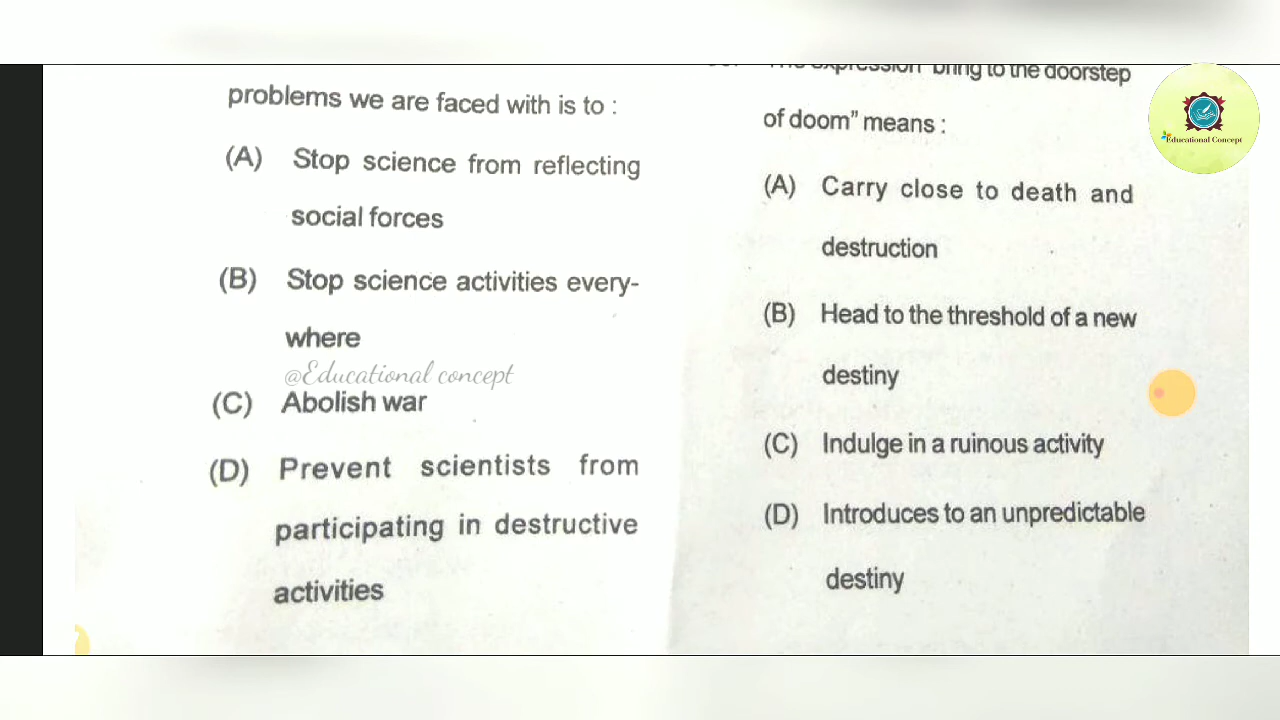 problems we are faced with is to :
(A) Stop science from reflecting
social forces
(B) Stop science activities every-
where
@Educational concept
(C) Abolish war
(D) Prevent scientists from
participating in destructive
activities
expression "bring to the doorstep
of doom" means :
(A) Carry close to death and
destruction
(B) Head to the threshold of a new
destiny
(C) Indulge in a ruinous activity
(D) Introduces to an unpredictable
destiny
Educational Concept